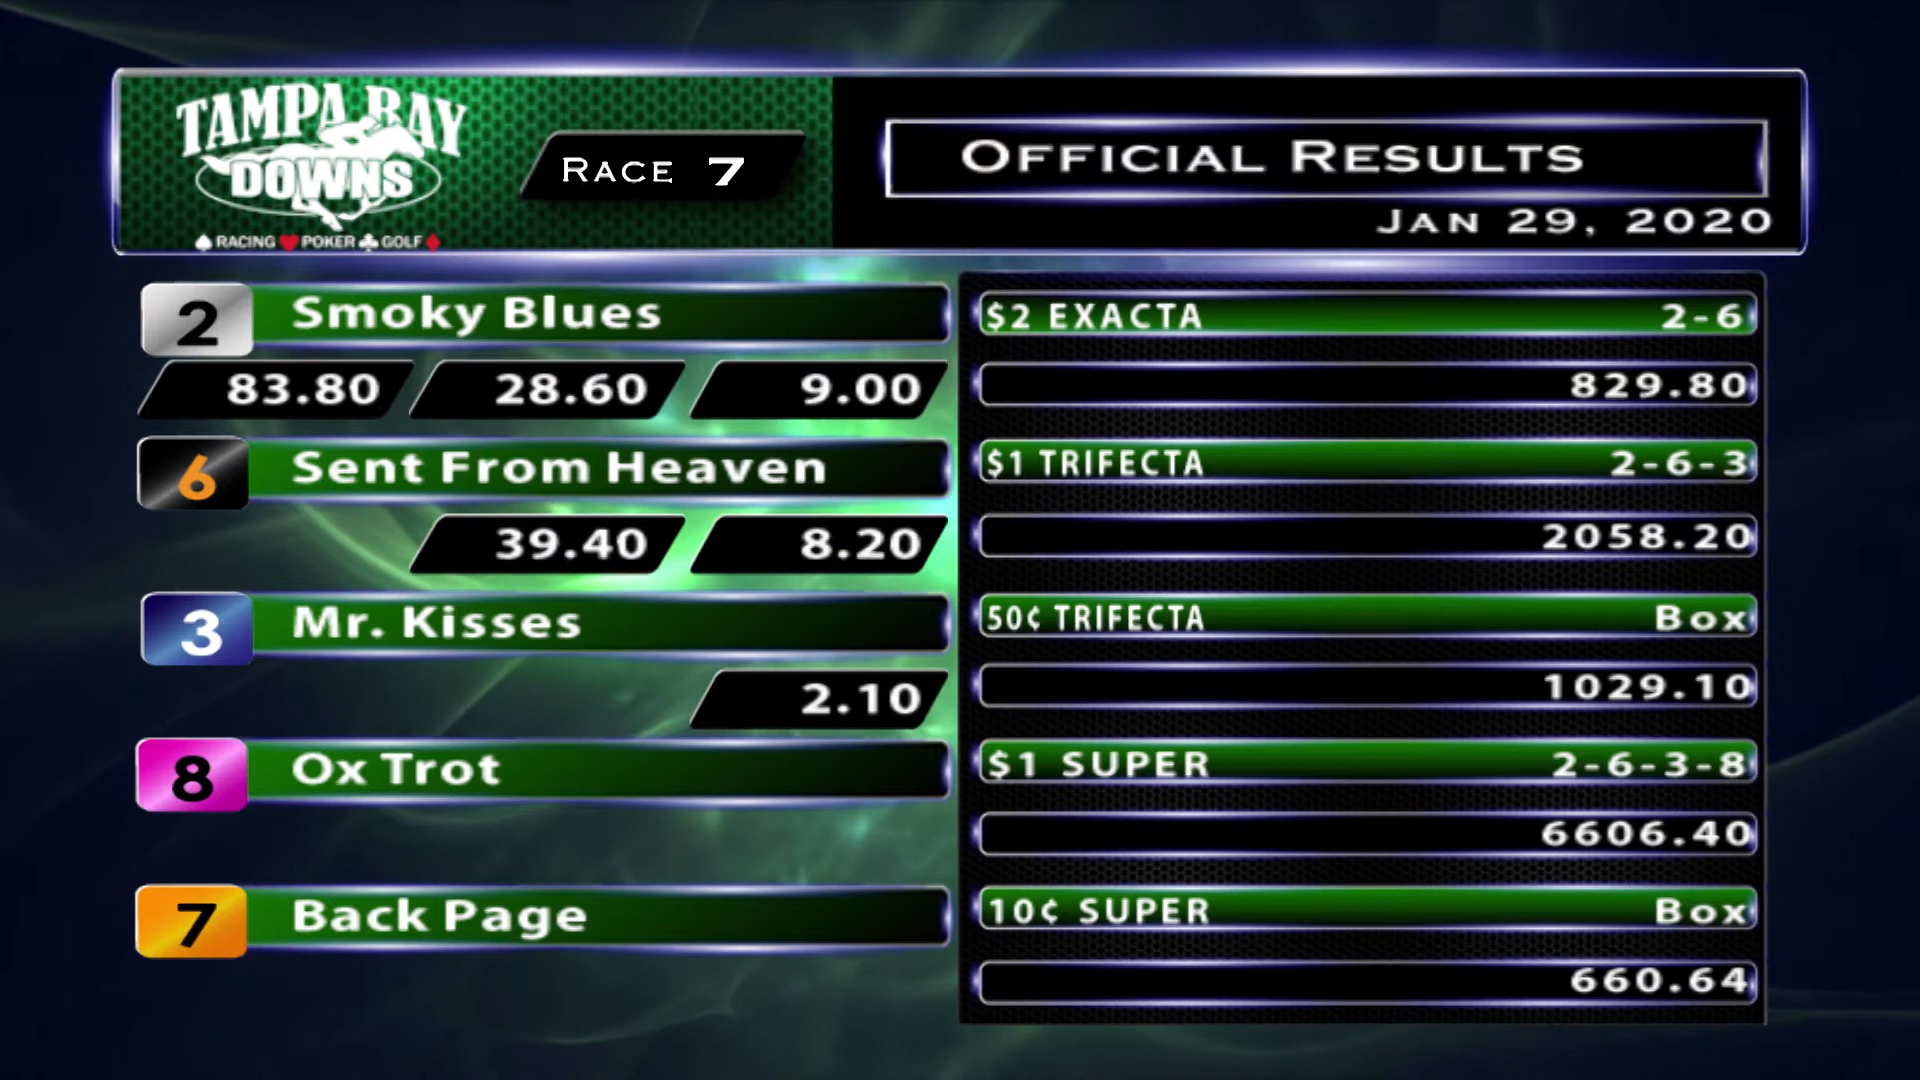 TAMPA BAY
DOWNS
RACING POKER GOLF
Race 7
Official Results
Jan 29, 2020
2 Smoky Blues
83.80 28.60 9.00
6 Sent From Heaven
39.40 8.20
3 Mr. Kisses
2.10
8 Ox Trot
7 Back Page
$2 EXACTA 2-6
829.80
$1 TRIFECTA 2-6-3
2058.20
50¢ TRIFECTA Box
1029.10
$1 SUPER 2-6-3-8
6606.40
10¢ SUPER Box
660.64